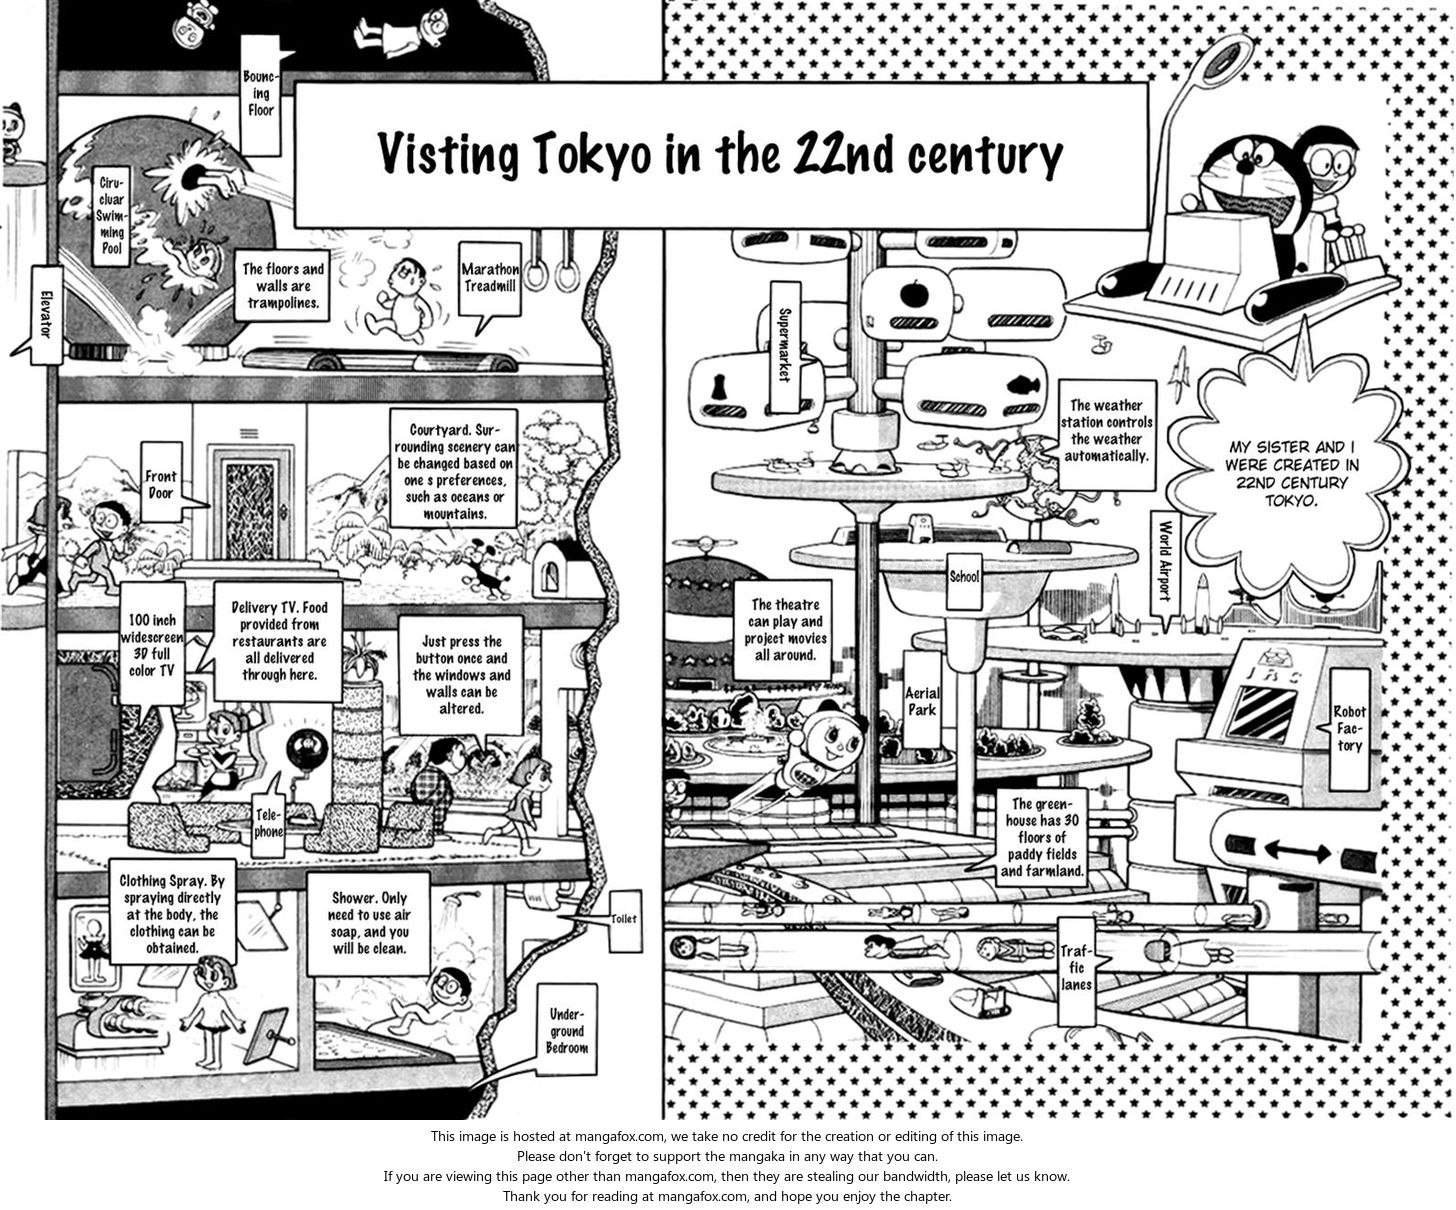 Bounc-
ing
Floor
Visting Tokyo in the 22nd century
Ciru-
cluar
Swim-
ming
Pool
The floors and
walls are
trampolines.
Marathon
Treadmill
Elevator
Supermarket
The weather
station controls
the weather
automatically.
MY SISTER AND I
WERE CREATED IN
22ND CENTURY
TOKYO.
Front
Door
Courtyard. Sur-
rounding scenery can
be changed based on
one s preferences,
such as oceans or
mountains.
World Airport
School
100 inch
widescreen
3D full
color TV
Delivery TV. Food
provided from
restaurants are
all delivered
through here.
Just press the
button once and
the windows and
walls can be
altered.
The theatre
can play and
project movies
all around.
Aerial
Park
Robot
Fac-
tory
Tele-
phone
The green-
house has 30
floors of
paddy fields
and farmland.
Clothing Spray. By
spraying directly
at the body, the
clothing can be
obtained.
Shower. Only
need to use air
soap, and you
will be clean.
Toilet
Traf-
fic
lanes
Under-
ground
Bedroom
This image is hosted at mangafox.com, we take no credit for the creation or editing of this image.
Please don't forget to support the mangaka in any way that you can.
If you are viewing this page other than mangafox.com, then they are stealing our bandwidth, please let us know.
Thank you for reading at mangafox.com, and hope you enjoy the chapter.